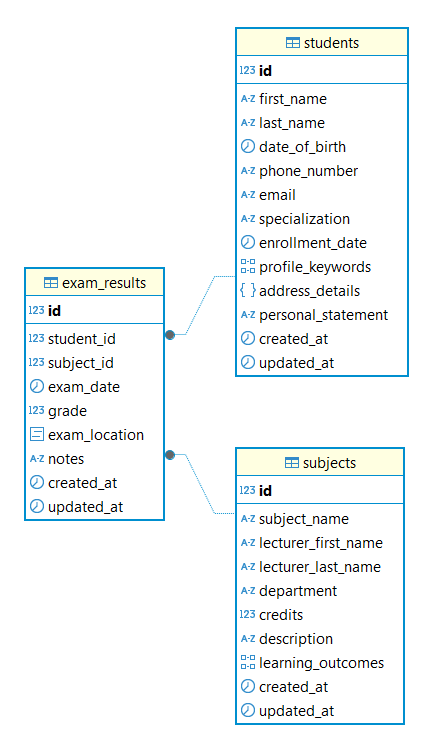 students
123 id
A-Z first_name
A-Z last_name
date_of_birth
A-Z phone_number
A-Z email
A-Z specialization
enrollment_date
profile_keywords
{ } address_details
A-Z personal_statement
created_at
updated_at
exam_results
123 id
123 student_id
123 subject_id
exam_date
123 grade
exam_location
A-Z notes
created_at
updated_at
subjects
123 id
A-Z subject_name
A-Z lecturer_first_name
A-Z lecturer_last_name
A-Z department
123 credits
A-Z description
learning_outcomes
created_at
updated_at